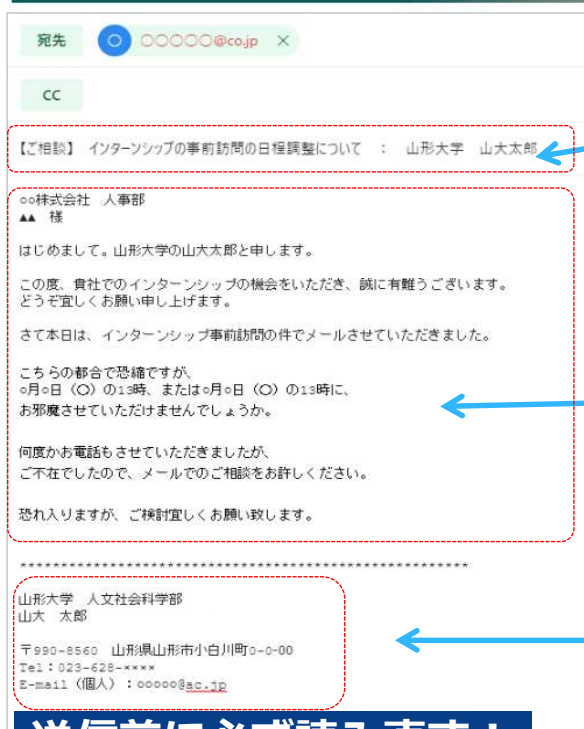 宛先 〇 〇〇〇〇〇@co.jp ×
CC
【ご相談】 インターンシップの事前訪問の日程調整について ： 山形大学 山大太郎
○○株式会社 人事部
▲▲ 様
はじめまして。山形大学の山大太郎と申します。
この度、貴社でのインターンシップの機会をいただき、誠に有難うございます。
どうぞ宜しくお願い申し上げます。
さて本日は、インターンシップ事前訪問の件でメールさせていただきました。
こちらの都合で恐縮ですが、
○月○日（〇）の13時、または○月○日（〇）の13時に、
お邪魔させていただけませんでしょうか。
何度かお電話もさせていただきましたが、
ご不在でしたので、メールでのご相談をお許しください。
恐れ入りますが、ご検討宜しくお願い致します。
*******************************************************
山形大学 人文社会科学部
山大 太郎
〒990-8560 山形県山形市小白川町0-0-00
Tel：023-628-****
E-mail（個人）：ooooo@ac.jp
送信前に必ず読み直す！